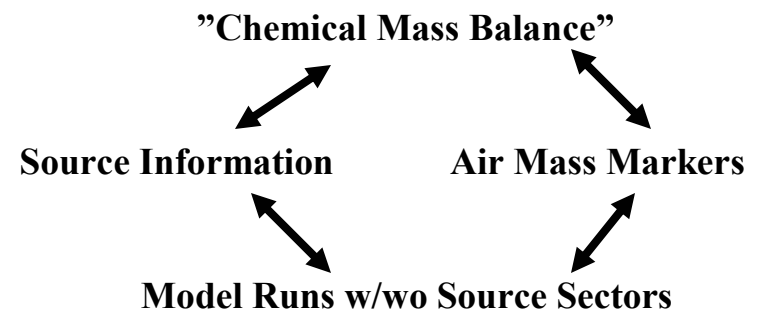 ”Chemical Mass Balance”
Source Information
Air Mass Markers
Model Runs w/wo Source Sectors